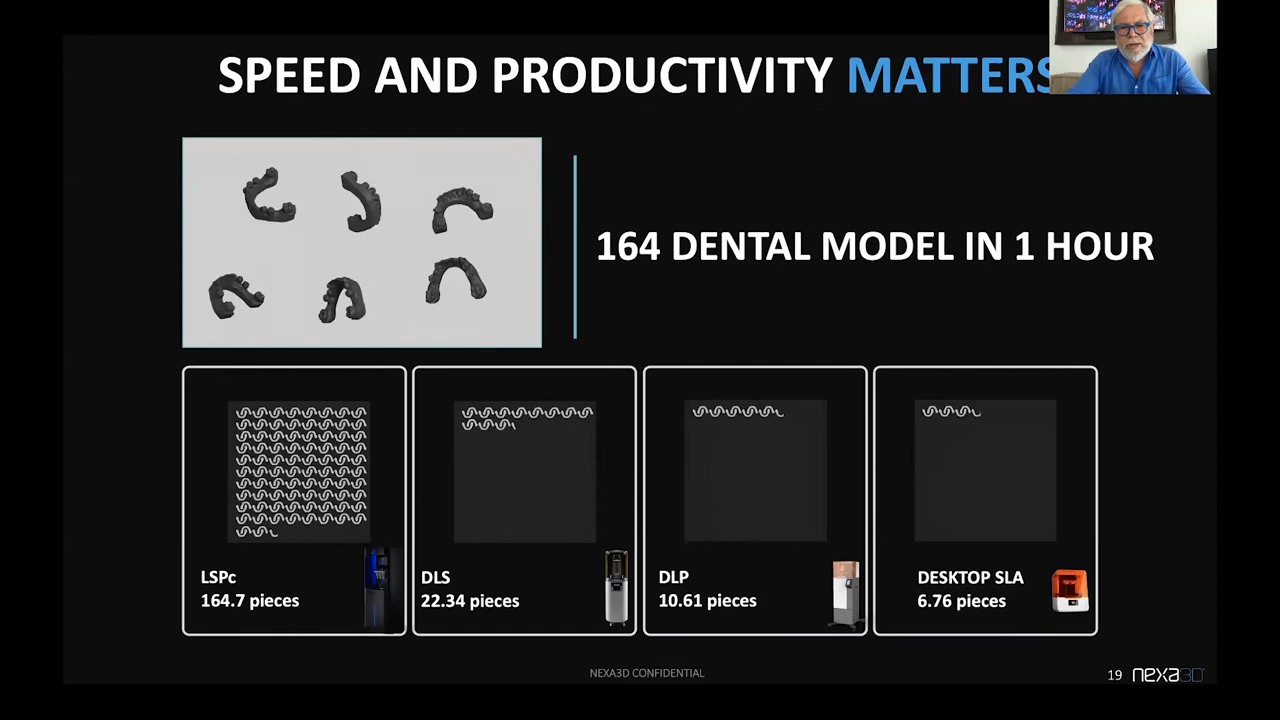 SPEED AND PRODUCTIVITY MATTERS
164 DENTAL MODEL IN 1 HOUR
LSPc
164.7 pieces
DLS
22.34 pieces
DLP
10.61 pieces
DESKTOP SLA
6.76 pieces
NEXA3D CONFIDENTIAL
19 nexa3D